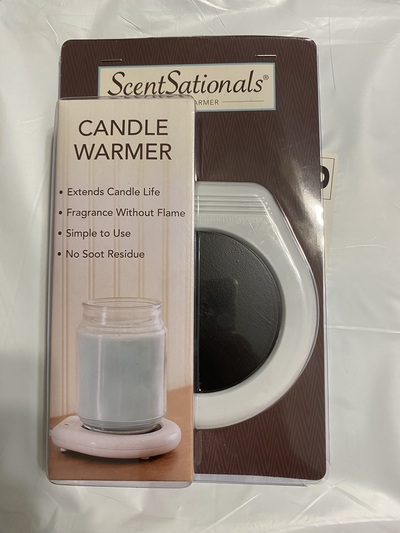 ScentSationals®
ARMER
CANDLE
WARMER
• Extends Candle Life
• Fragrance Without Flame
• Simple to Use
• No Soot Residue